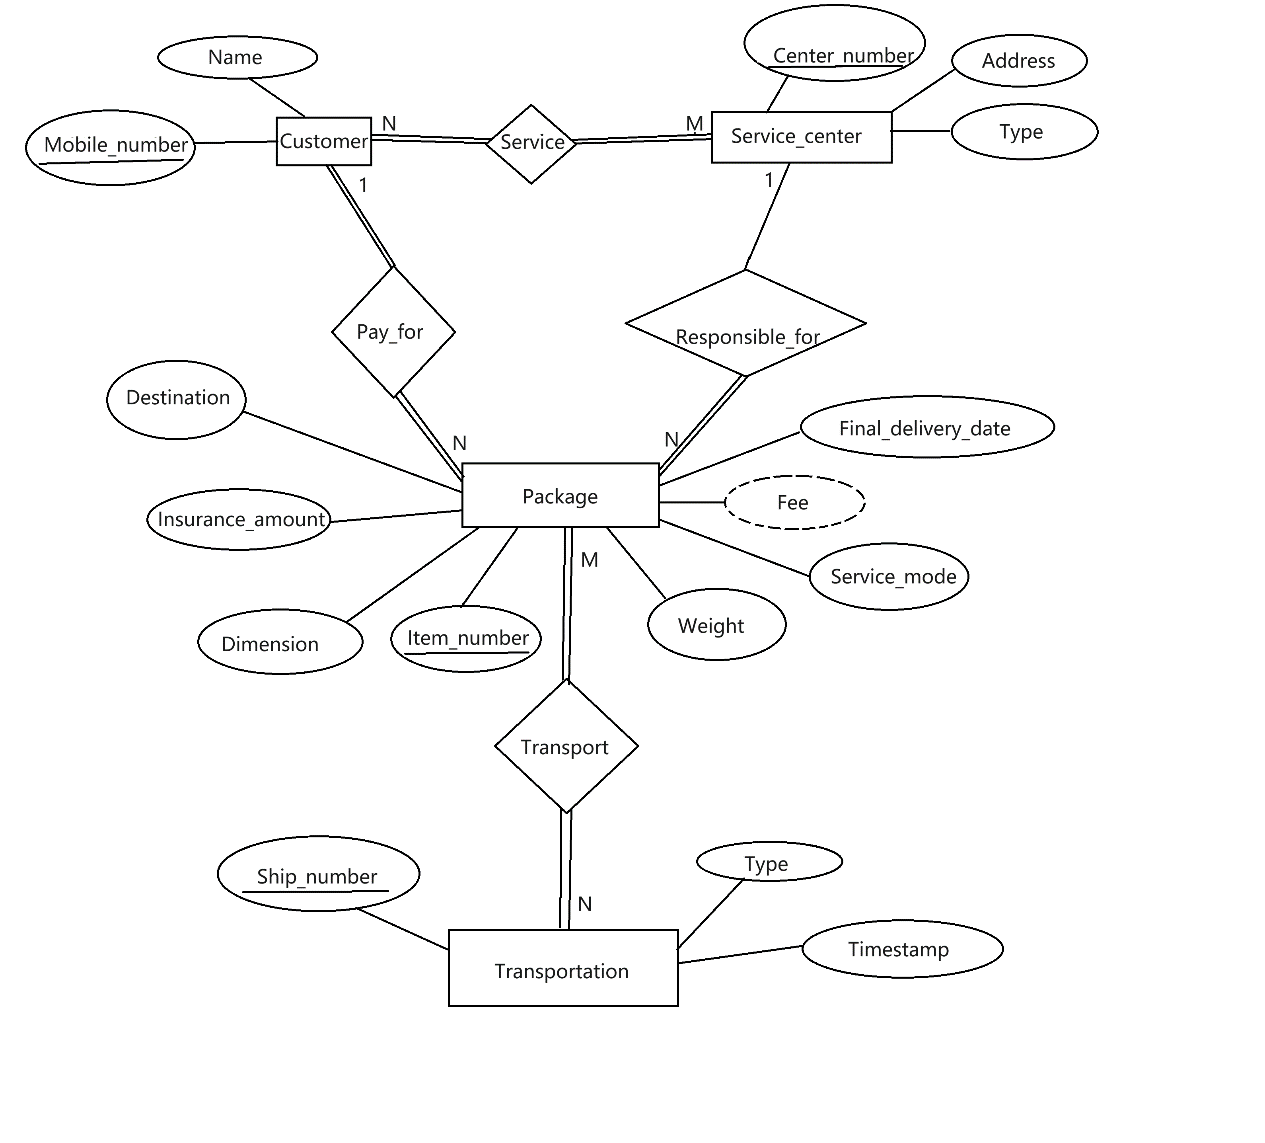 Name
Center_number
Address
Mobile_number
Customer
N
Service
M
Service_center
Type
1
1
Pay_for
Responsible_for
Destination
N
N
Final_delivery_date
Package
Fee
Insurance_amount
M
Service_mode
Dimension
Item_number
Weight
Transport
Ship_number
Type
N
Transportation
Timestamp